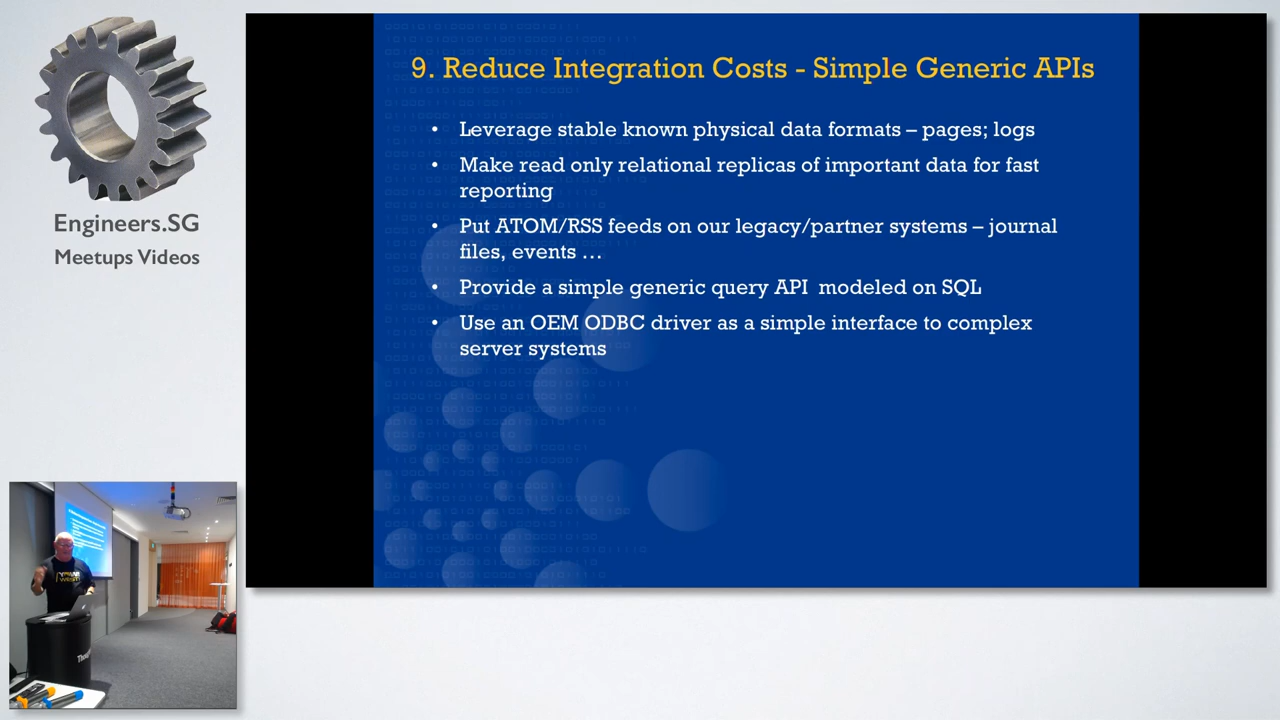 Engineers.SG
Meetups Videos
9. Reduce Integration Costs - Simple Generic APIs
• Leverage stable known physical data formats – pages; logs
• Make read only relational replicas of important data for fast
reporting
• Put ATOM/RSS feeds on our legacy/partner systems – journal
files, events …
• Provide a simple generic query API modeled on SQL
• Use an OEM ODBC driver as a simple interface to complex
server systems